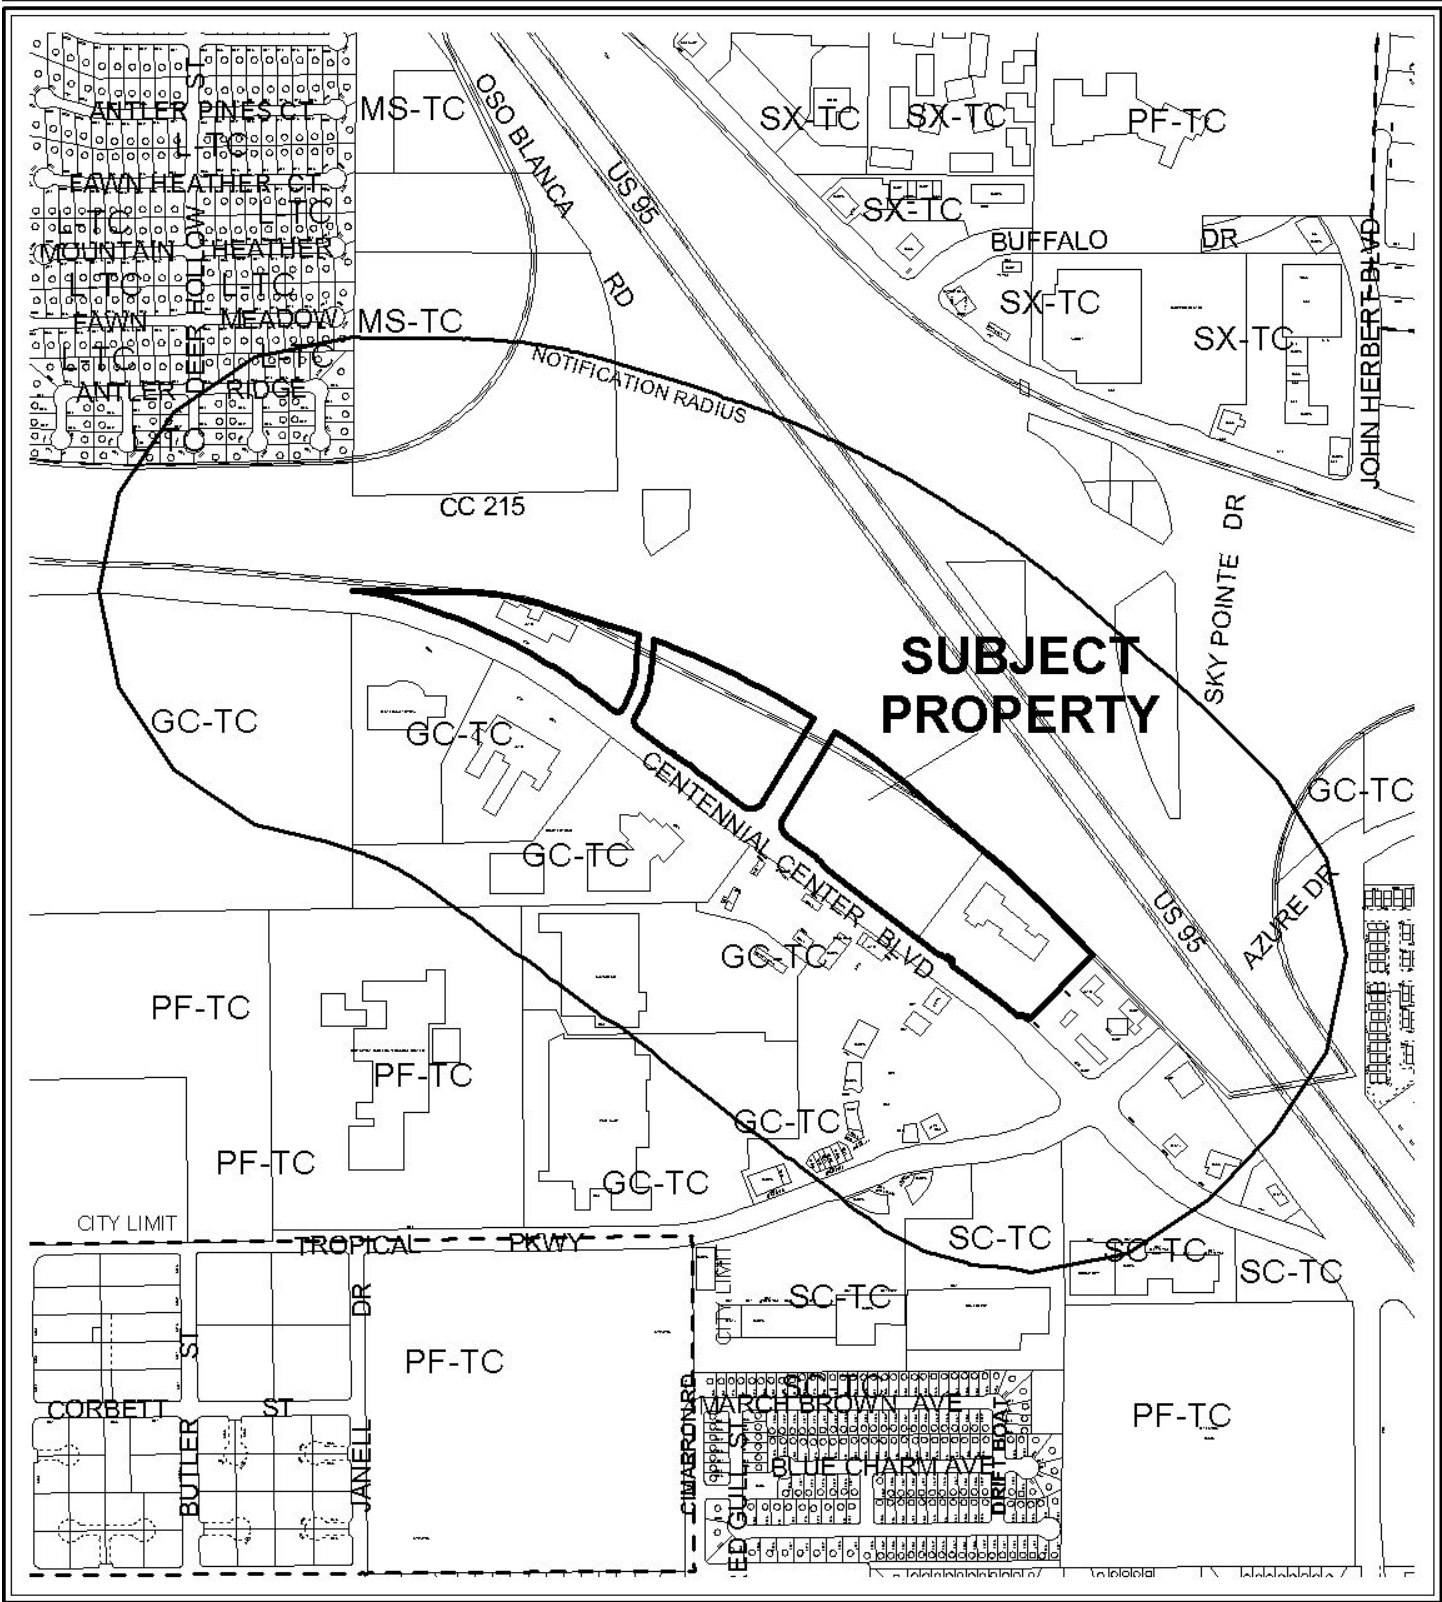 ST
ANTLER PINES CT
MS-TC
L-TC
OSO BLANCA
RD
US 95
SX-TC
SX-TC
PF-TC
FAWN HEATHER CT
L-TC
L-TC
SX-TC
MOUNTAIN HEATHER
BUFFALO DR
L-TC
L-TC
DEER HOLLOW
SX-TC
FAWN MEADOW
MS-TC
SX-TC
JOHN HERBERT BLVD
L-TC
L-TC
NOTIFICATION RADIUS
ANTLER RIDGE
L-TC
CC 215
SKY POINTE DR
SUBJECT
PROPERTY
GC-TC
GC-TC
CENTENNIAL CENTER BLVD
GC-TC
GC-TC
US 95
AZURE DR
GC-TC
PF-TC
PF-TC
GC-TC
PF-TC
GC-TC
CITY LIMIT
TROPICAL PKWY
SC-TC
SC-TC
SC-TC
SC-TC
CITY LIMIT
DR
ST
PF-TC
SC-TC
CORBETT ST
MARCH BROWN AVE
PF-TC
BUTLER
JANELL
CIMARRON RD
BLUE CHARM AVE
DRIFT BOAT
ED GULL ST